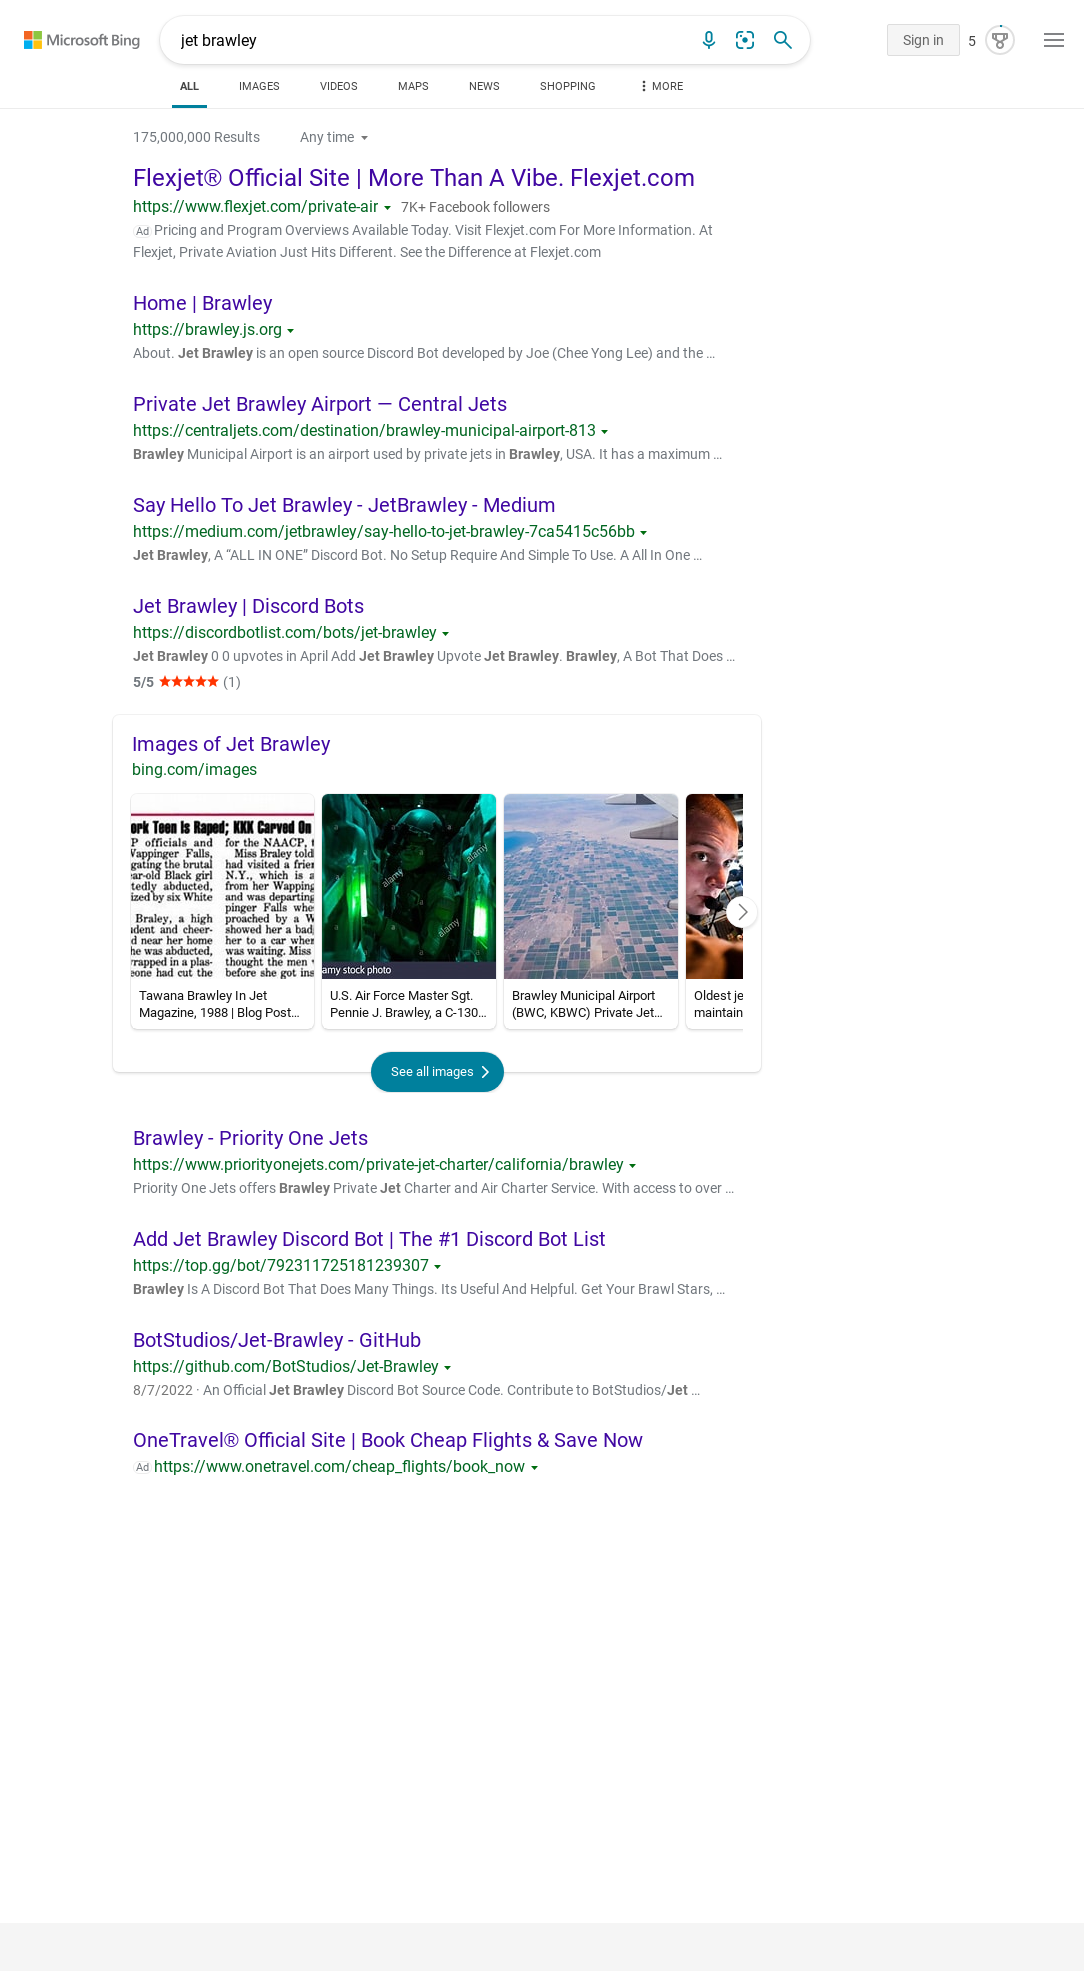 Microsoft Bing
jet brawley
Sign in
5
ALL
IMAGES
VIDEOS
MAPS
NEWS
SHOPPING
MORE
175,000,000 Results
Any time
Flexjet® Official Site | More Than A Vibe. Flexjet.com
https://www.flexjet.com/private-air
7K+ Facebook followers
Ad Pricing and Program Overviews Available Today. Visit Flexjet.com For More Information. At
Flexjet, Private Aviation Just Hits Different. See the Difference at Flexjet.com
Home | Brawley
https://brawley.js.org
About. Jet Brawley is an open source Discord Bot developed by Joe (Chee Yong Lee) and the …
Private Jet Brawley Airport — Central Jets
https://centraljets.com/destination/brawley-municipal-airport-813
Brawley Municipal Airport is an airport used by private jets in Brawley, USA. It has a maximum …
Say Hello To Jet Brawley - JetBrawley - Medium
https://medium.com/jetbrawley/say-hello-to-jet-brawley-7ca5415c56bb
Jet Brawley, A “ALL IN ONE” Discord Bot. No Setup Require And Simple To Use. A All In One …
Jet Brawley | Discord Bots
https://discordbotlist.com/bots/jet-brawley
Jet Brawley 0 0 upvotes in April Add Jet Brawley Upvote Jet Brawley. Brawley, A Bot That Does …
5/5 ★★★★★ (1)
Images of Jet Brawley
bing.com/images
ork Teen Is Raped; KKK Carved On
P officials and
Wappinger Falls,
gating the brutal
ear-old Black girl
tedly abducted,
ized by six White
Braley, a high
dent and cheer-
d near her home
he was abducted,
rapped in a plas-
eone had cut the
for the NAACP, t
Miss Braley told
had visited a frien
N.Y., which is a
from her Wapping
and was departing
pinger Falls whe
proached by a W
showed her a bad
her to a car wher
was waiting. Miss
thought the men w
before she got ins
alamy
alamy
alamy
amy stock photo
Tawana Brawley In Jet
Magazine, 1988 | Blog Post…
U.S. Air Force Master Sgt.
Pennie J. Brawley, a C-130…
Brawley Municipal Airport
(BWC, KBWC) Private Jet…
Oldest je
maintain
See all images
Brawley - Priority One Jets
https://www.priorityonejets.com/private-jet-charter/california/brawley
Priority One Jets offers Brawley Private Jet Charter and Air Charter Service. With access to over …
Add Jet Brawley Discord Bot | The #1 Discord Bot List
https://top.gg/bot/792311725181239307
Brawley Is A Discord Bot That Does Many Things. Its Useful And Helpful. Get Your Brawl Stars, …
BotStudios/Jet-Brawley - GitHub
https://github.com/BotStudios/Jet-Brawley
8/7/2022 · An Official Jet Brawley Discord Bot Source Code. Contribute to BotStudios/Jet …
OneTravel® Official Site | Book Cheap Flights & Save Now
Ad https://www.onetravel.com/cheap_flights/book_now